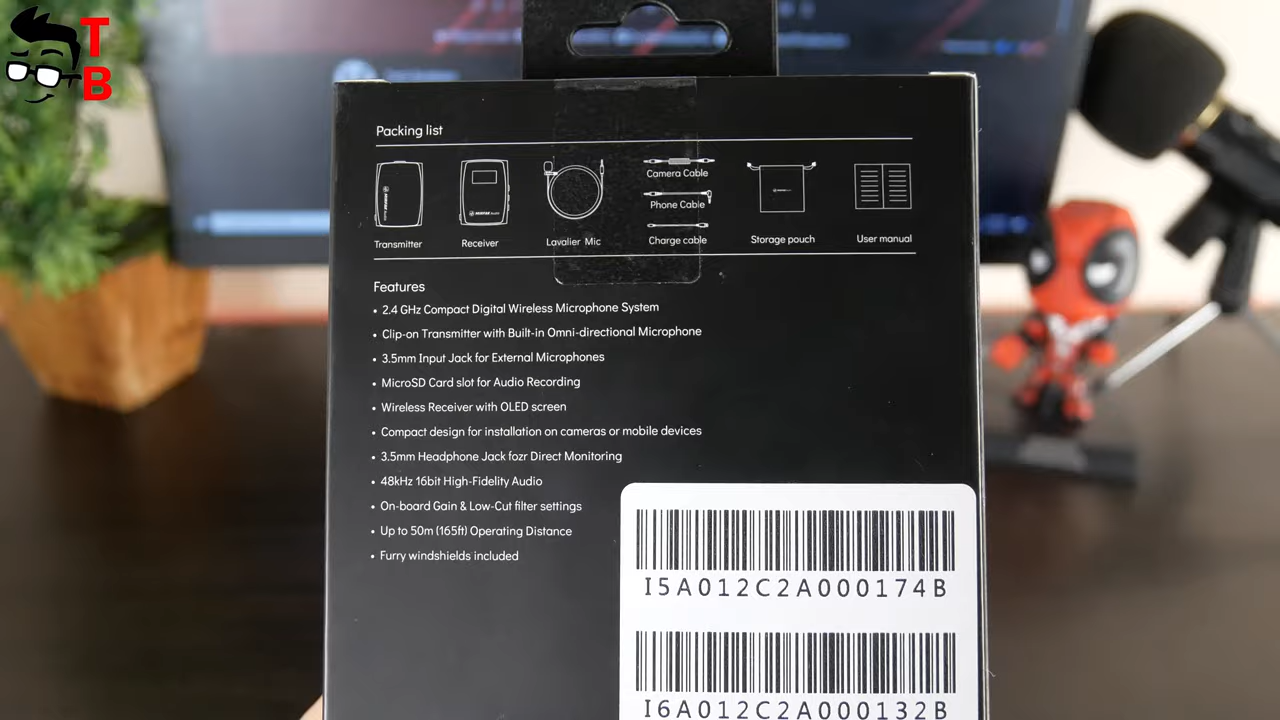 T
B
Packing list
Camera Cable
Phone Cable
Transmitter Receiver Lavalier Mic Charge cable Storage pouch User manual
Features
• 2.4 GHz Compact Digital Wireless Microphone System
• Clip-on Transmitter with Built-in Omni-directional Microphone
• 3.5mm Input Jack for External Microphones
• MicroSD Card slot for Audio Recording
• Wireless Receiver with OLED screen
• Compact design for installation on cameras or mobile devices
• 3.5mm Headphone Jack fozr Direct Monitoring
• 48kHz 16bit High-Fidelity Audio
• On-board Gain & Low-Cut filter settings
• Up to 50m (165ft) Operating Distance
• Furry windshields included
I5A012C2A000174B
I6A012C2A000132B